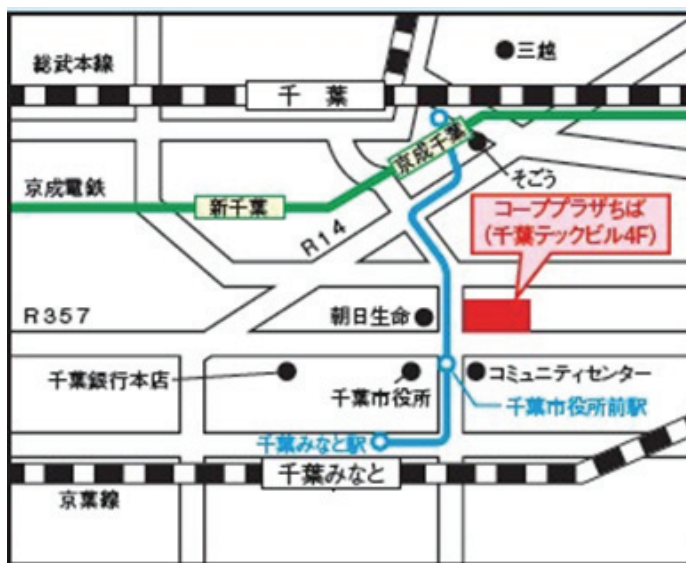 三越
総武本線
千葉
京成千葉
そごう
京成電鉄
新千葉
コーププラザちば
(千葉テックビル4F)
R14
R357
朝日生命
千葉銀行本店
千葉市役所
コミュニティセンター
千葉市役所前駅
千葉みなと駅
千葉みなと
京葉線